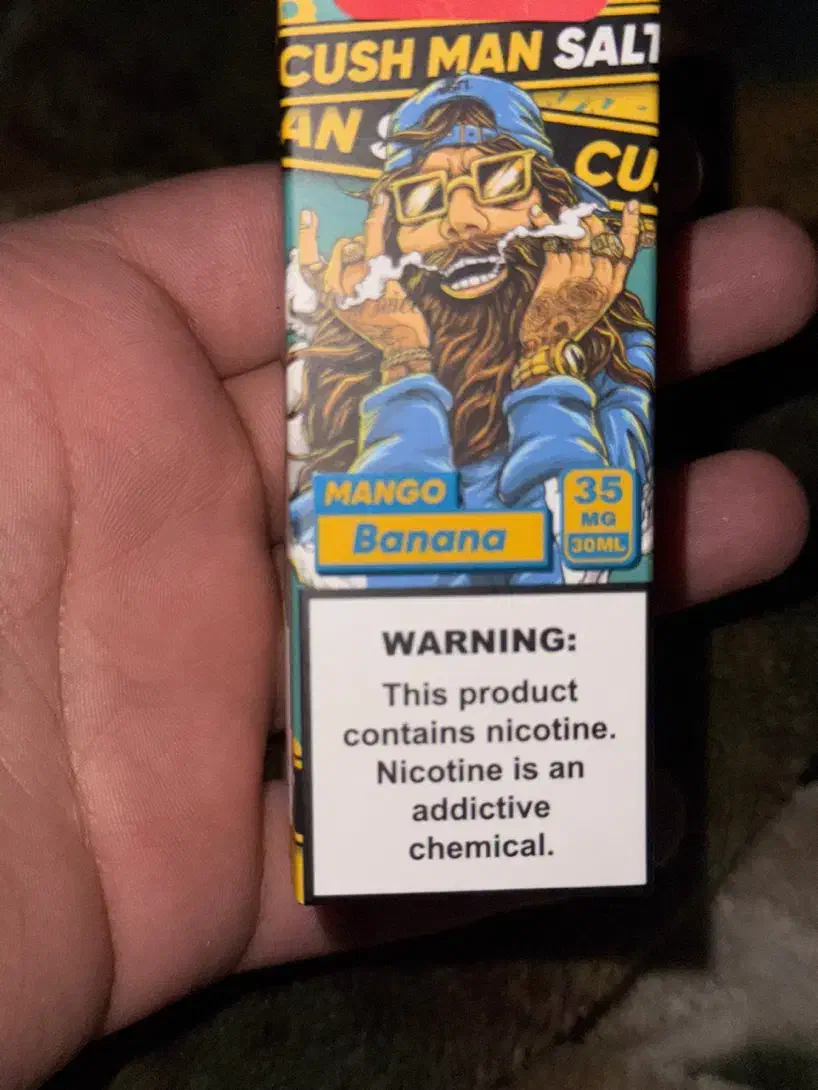 CUSH MAN SALT
AN
CU
MANGO
Banana
35
MG
30ML
WARNING:
This product
contains nicotine.
Nicotine is an
addictive
chemical.